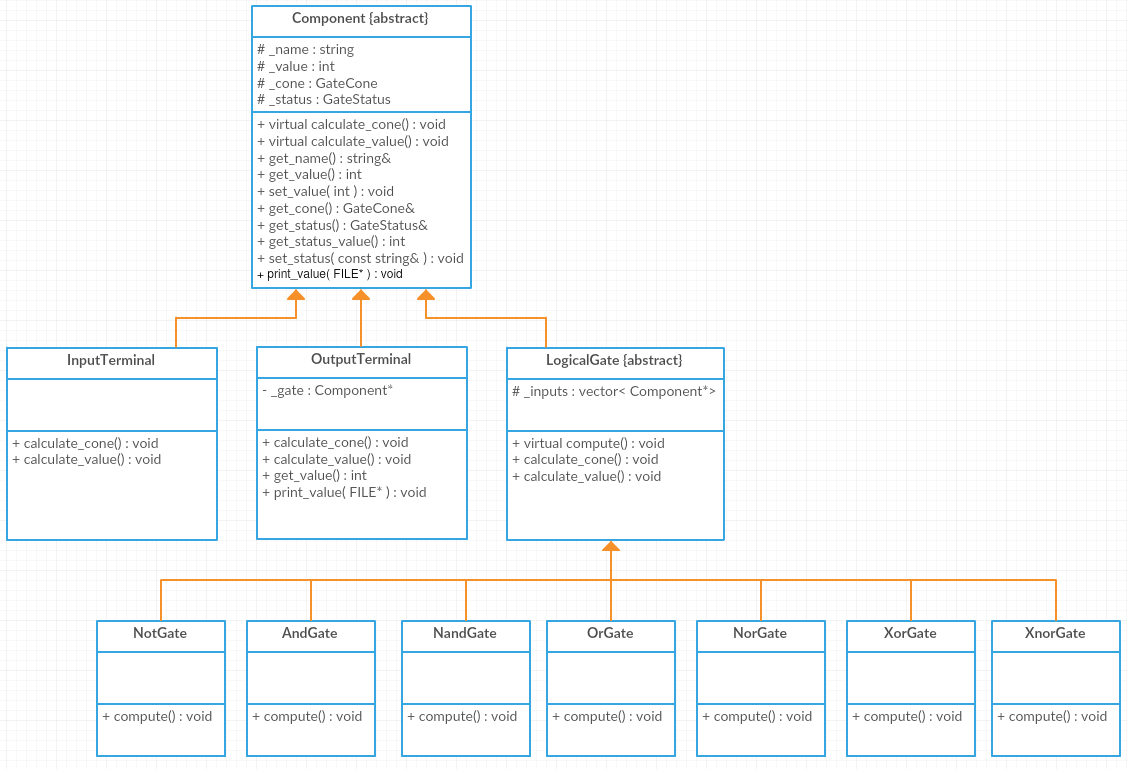 Component {abstract}
# _name : string
# _value : int
# _cone : GateCone
# _status : GateStatus
+ virtual calculate_cone() : void
+ virtual calculate_value() : void
+ get_name() : string&
+ get_value() : int
+ set_value( int ) : void
+ get_cone() : GateCone&
+ get_status() : GateStatus&
+ get_status_value() : int
+ set_status( const string& ) : void
+ print_value( FILE* ) : void
InputTerminal
+ calculate_cone() : void
+ calculate_value() : void
OutputTerminal
- _gate : Component*
+ calculate_cone() : void
+ calculate_value() : void
+ get_value() : int
+ print_value( FILE* ) : void
LogicalGate {abstract}
# _inputs : vector< Component*>
+ virtual compute() : void
+ calculate_cone() : void
+ calculate_value() : void
NotGate
+ compute() : void
AndGate
+ compute() : void
NandGate
+ compute() : void
OrGate
+ compute() : void
NorGate
+ compute() : void
XorGate
+ compute() : void
XnorGate
+ compute() : void